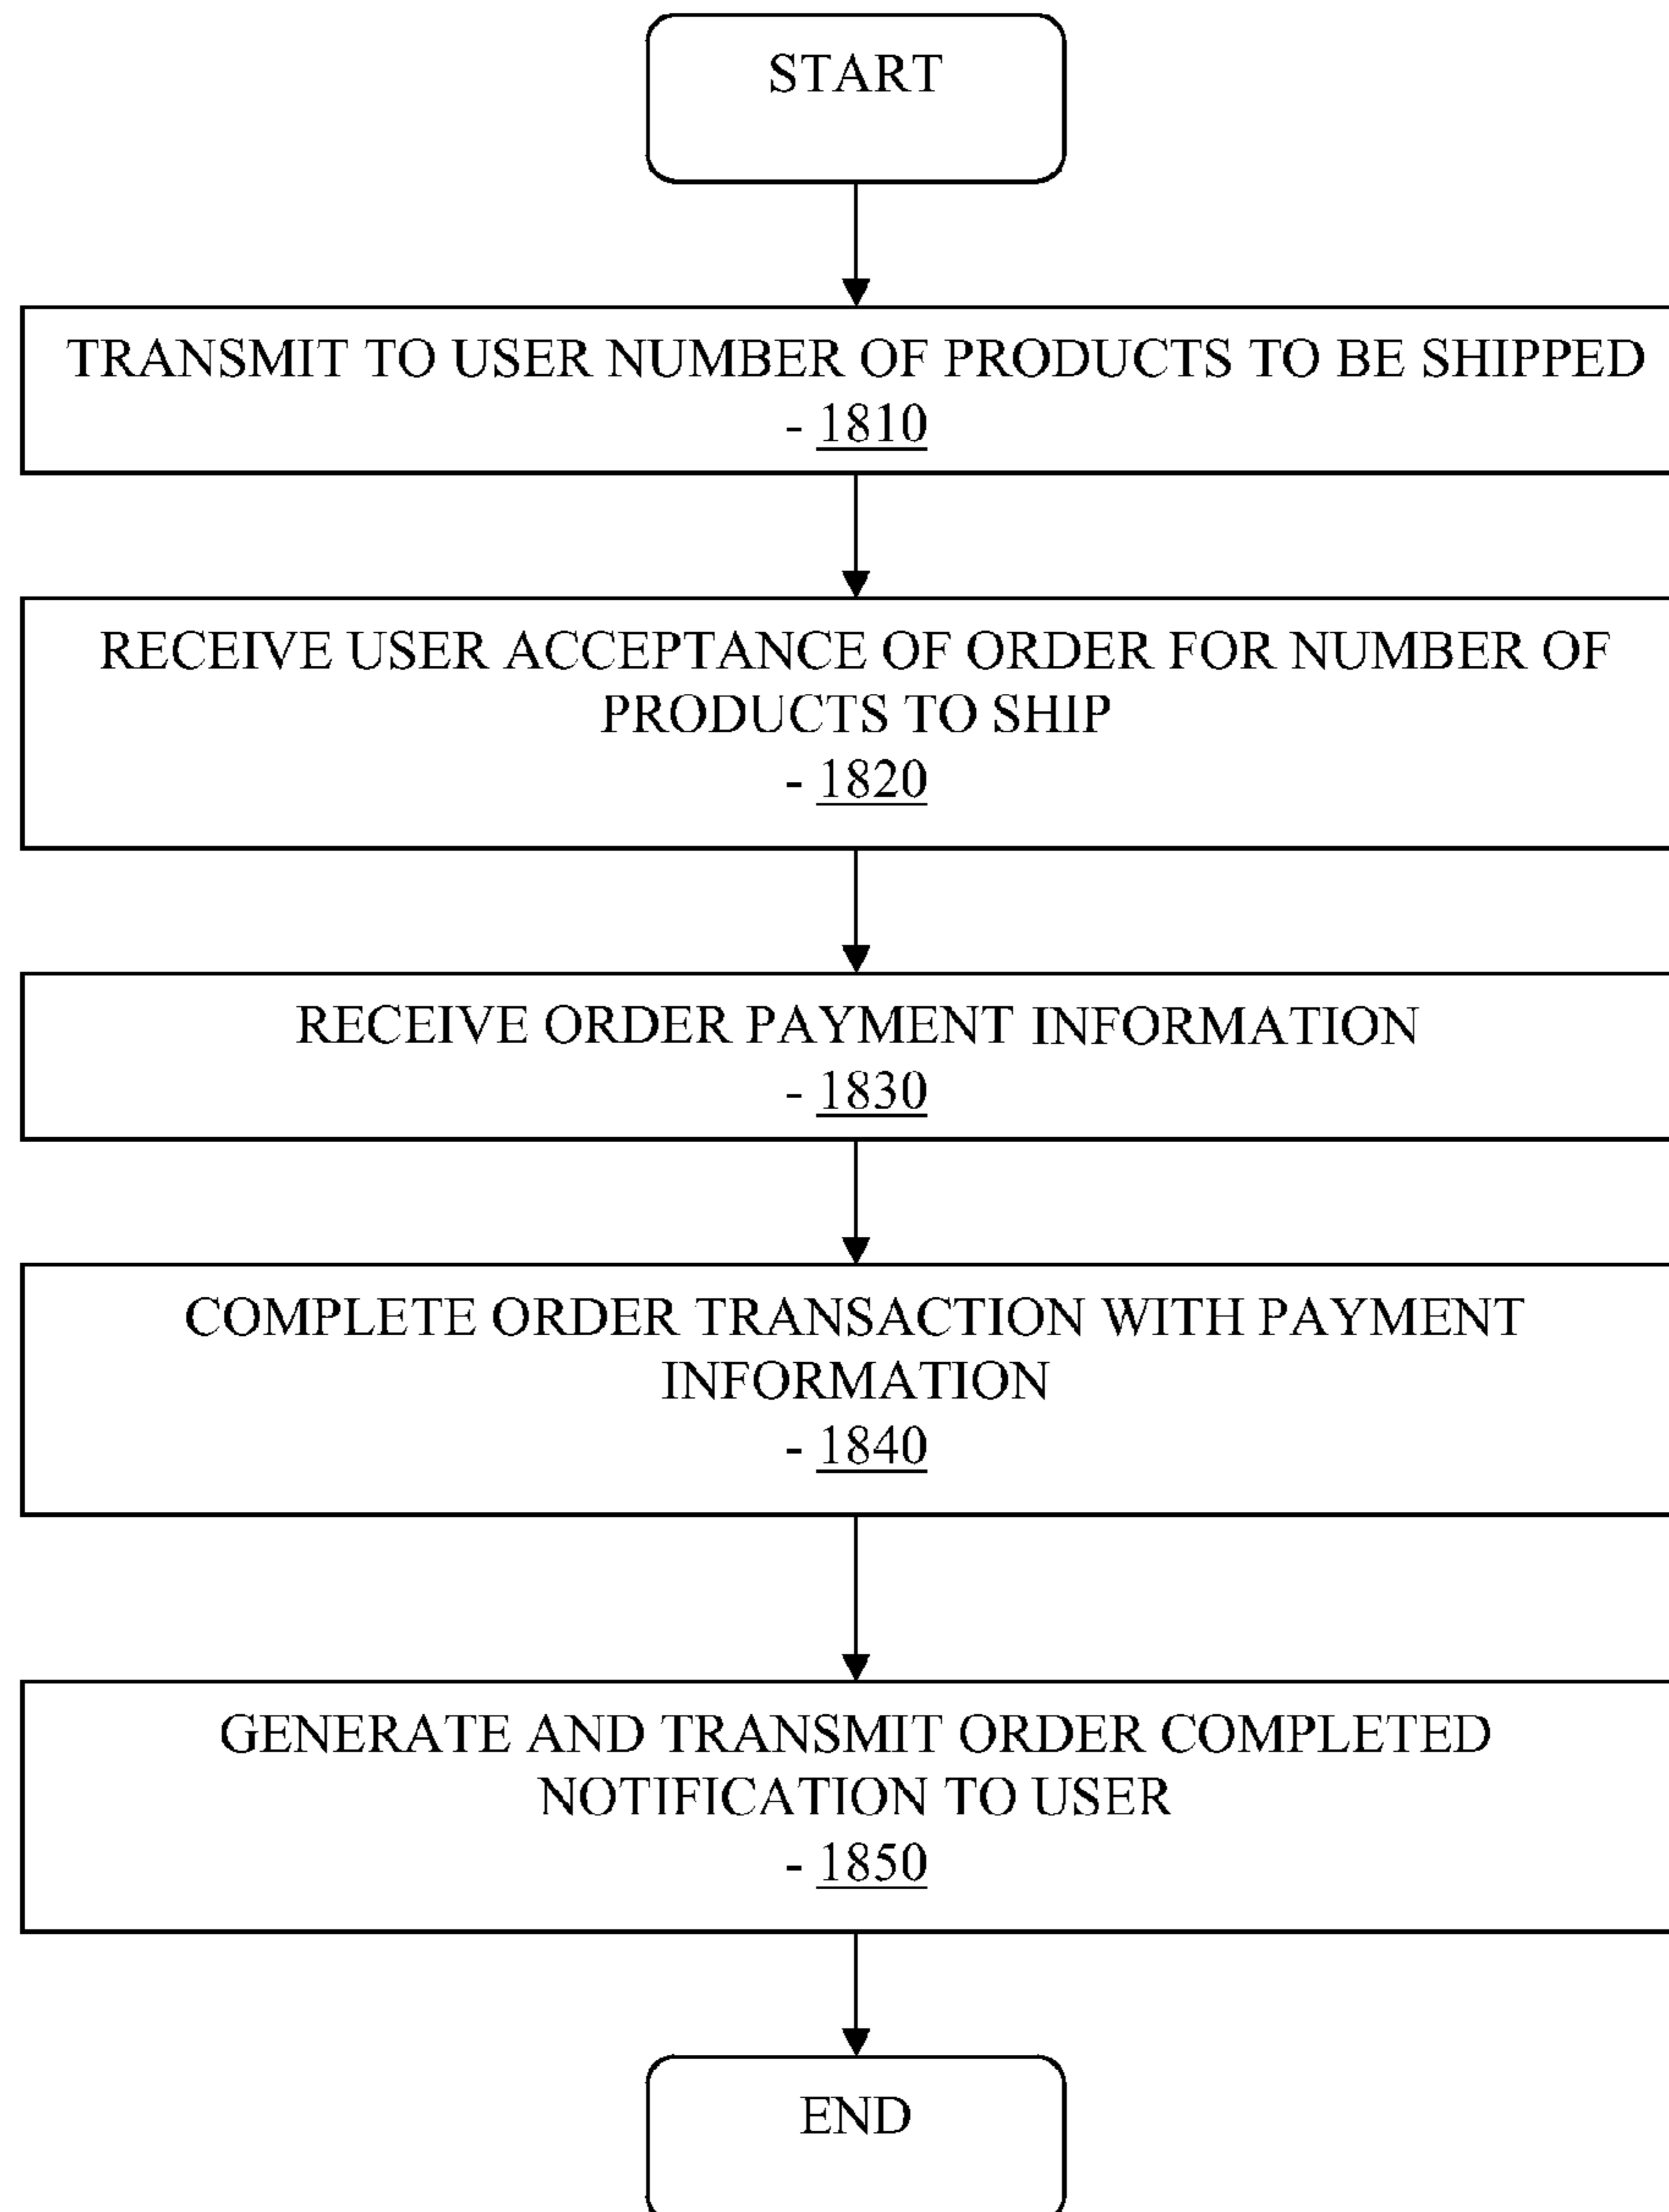 START
TRANSMIT TO USER NUMBER OF PRODUCTS TO BE SHIPPED
- 1810
RECEIVE USER ACCEPTANCE OF ORDER FOR NUMBER OF
PRODUCTS TO SHIP
- 1820
RECEIVE ORDER PAYMENT INFORMATION
- 1830
COMPLETE ORDER TRANSACTION WITH PAYMENT
INFORMATION
- 1840
GENERATE AND TRANSMIT ORDER COMPLETED
NOTIFICATION TO USER
- 1850
END